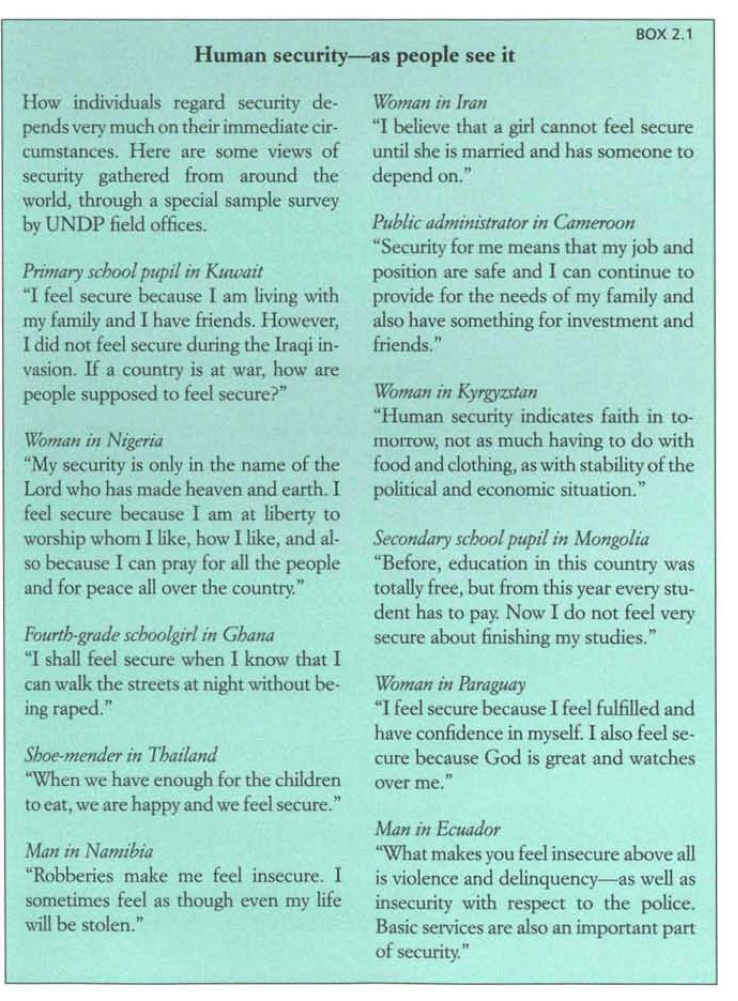 BOX 2.1
Human security—as people see it
How individuals regard security de-
pends very much on their immediate cir-
cumstances. Here are some views of
security gathered from around the
world, through a special sample survey
by UNDP field offices.
Primary school pupil in Kuwait
“I feel secure because I am living with
my family and I have friends. However,
I did not feel secure during the Iraqi in-
vasion. If a country is at war, how are
people supposed to feel secure?”
Woman in Nigeria
“My security is only in the name of the
Lord who has made heaven and earth. I
feel secure because I am at liberty to
worship whom I like, how I like, and al-
so because I can pray for all the people
and for peace all over the country.”
Fourth-grade schoolgirl in Ghana
“I shall feel secure when I know that I
can walk the streets at night without be-
ing raped.”
Shoe-mender in Thailand
“When we have enough for the children
to eat, we are happy and we feel secure.”
Man in Namibia
“Robberies make me feel insecure. I
sometimes feel as though even my life
will be stolen.”
Woman in Iran
“I believe that a girl cannot feel secure
until she is married and has someone to
depend on.”
Public administrator in Cameroon
“Security for me means that my job and
position are safe and I can continue to
provide for the needs of my family and
also have something for investment and
friends.”
Woman in Kyrgyzstan
“Human security indicates faith in to-
morrow, not as much having to do with
food and clothing, as with stability of the
political and economic situation.”
Secondary school pupil in Mongolia
“Before, education in this country was
totally free, but from this year every stu-
dent has to pay. Now I do not feel very
secure about finishing my studies.”
Woman in Paraguay
“I feel secure because I feel fulfilled and
have confidence in myself. I also feel se-
cure because God is great and watches
over me.”
Man in Ecuador
“What makes you feel insecure above all
is violence and delinquency—as well as
insecurity with respect to the police.
Basic services are also an important part
of security.”